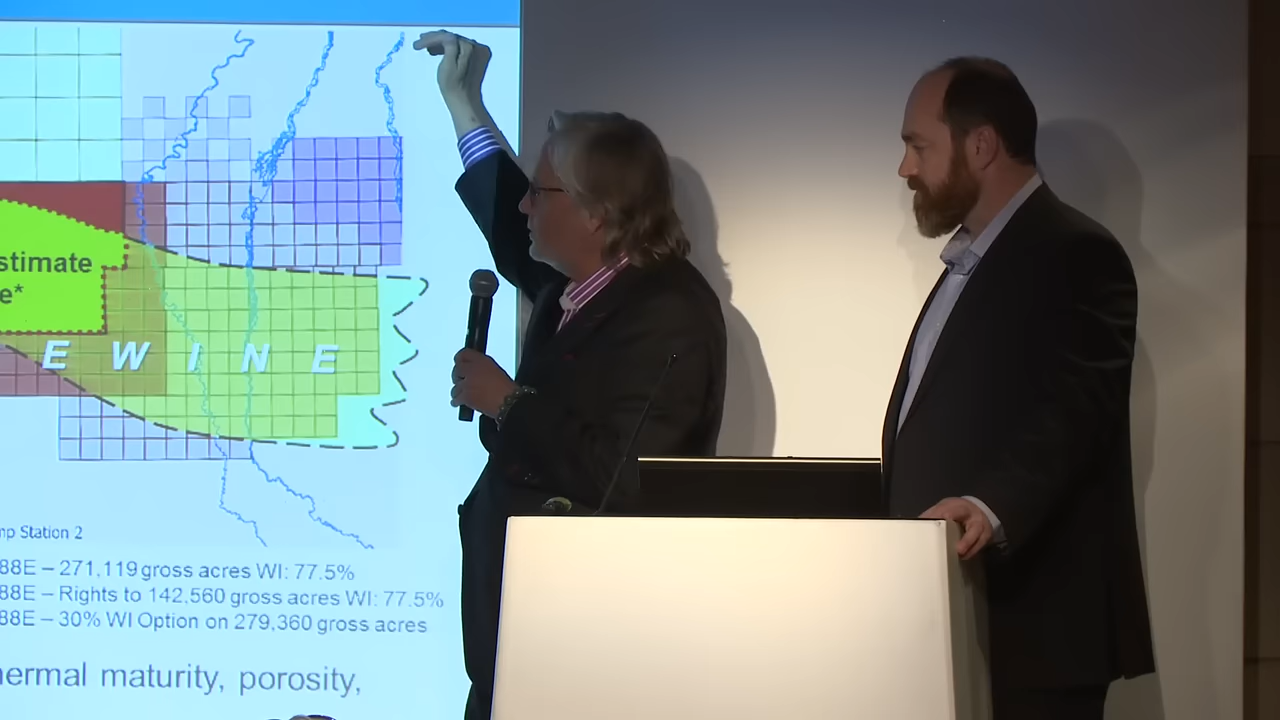 stimate
e*
E W I N E
mp Station 2
88E – 271,119 gross acres WI: 77.5%
88E – Rights to 142,560 gross acres WI: 77.5%
88E – 30% WI Option on 279,360 gross acres
hermal maturity, porosity,